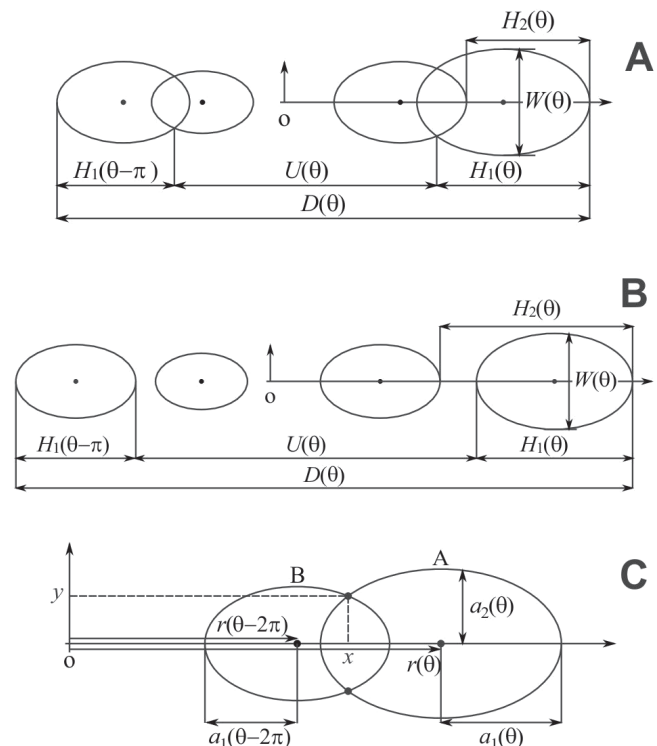 H₂(θ)
A
W(θ)
o
H₁(θ−π)
U(θ)
H₁(θ)
D(θ)
B
H₂(θ)
W(θ)
o
H₁(θ−π)
U(θ)
H₁(θ)
D(θ)
C
A
B
y
a₂(θ)
r(θ−2π)
o
x
r(θ)
a₁(θ−2π)
a₁(θ)